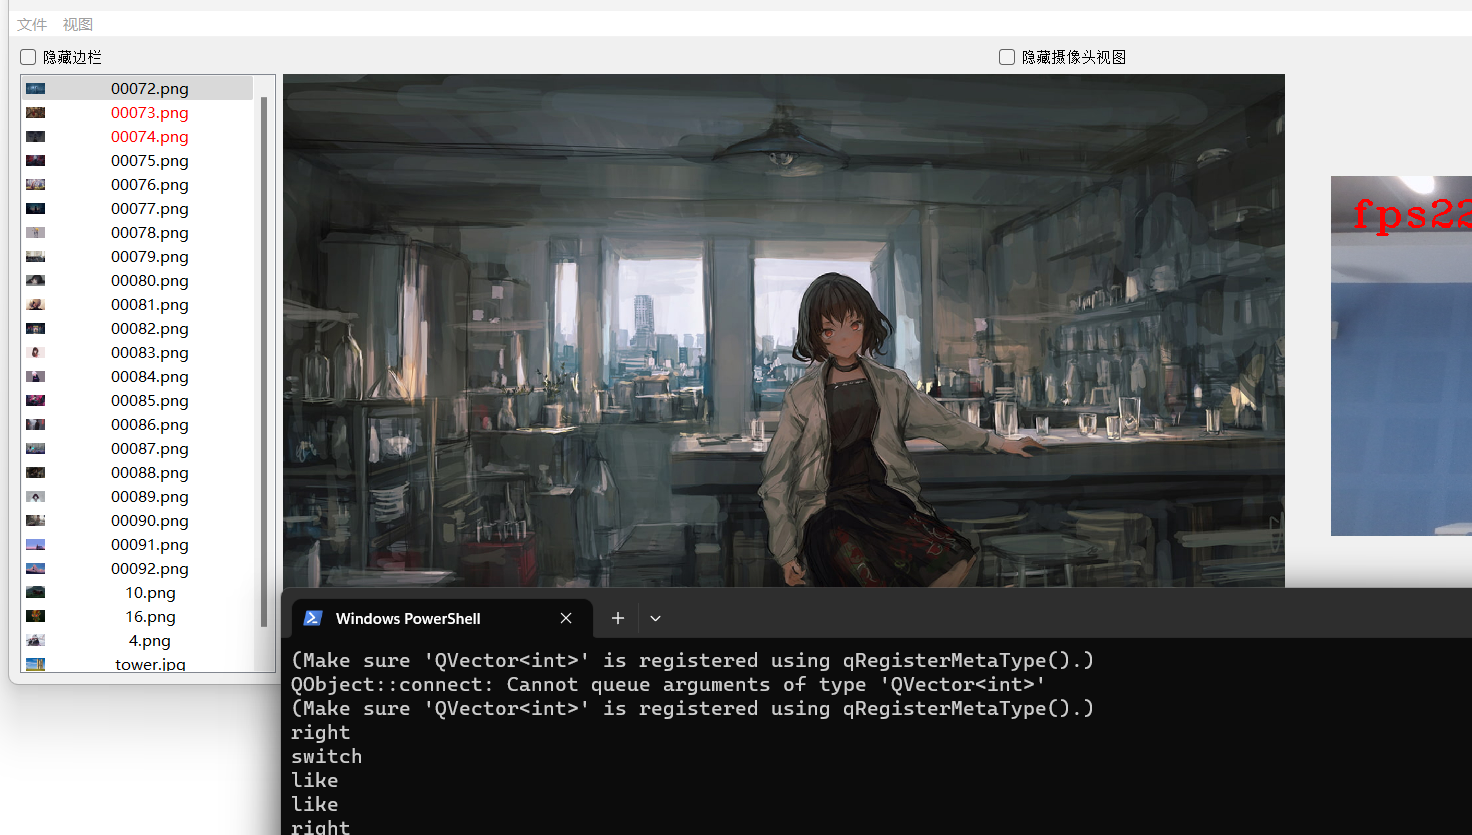 文件 视图
隐藏边栏
隐藏摄像头视图
00072.png
00073.png
00074.png
00075.png
00076.png
00077.png
00078.png
00079.png
00080.png
00081.png
00082.png
00083.png
00084.png
00085.png
00086.png
00087.png
00088.png
00089.png
00090.png
00091.png
00092.png
10.png
16.png
4.png
tower.jpg
fps22
Windows PowerShell
(Make sure 'QVector<int>' is registered using qRegisterMetaType().)
QObject::connect: Cannot queue arguments of type 'QVector<int>'
(Make sure 'QVector<int>' is registered using qRegisterMetaType().)
right
switch
like
like
right